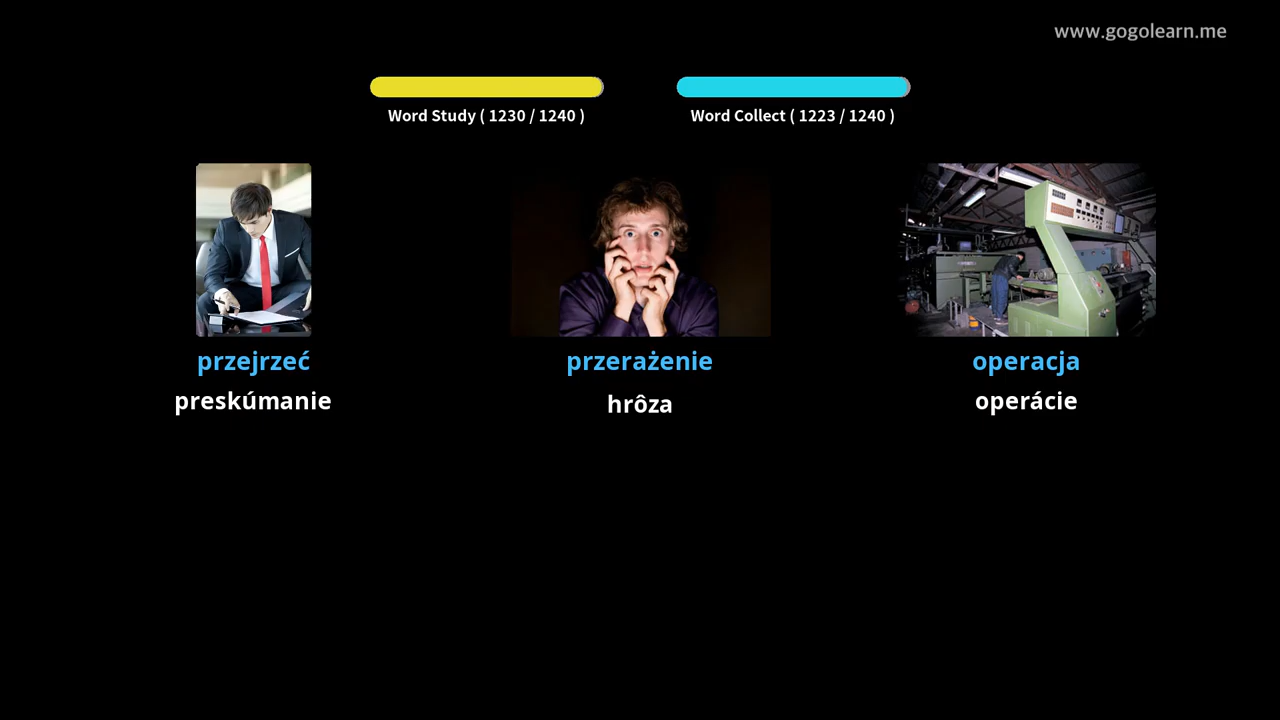 www.gogolearn.me
Word Study ( 1230 / 1240 )
Word Collect ( 1223 / 1240 )
przejrzeć
preskúmanie
przerażenie
hrôza
operacja
operácie